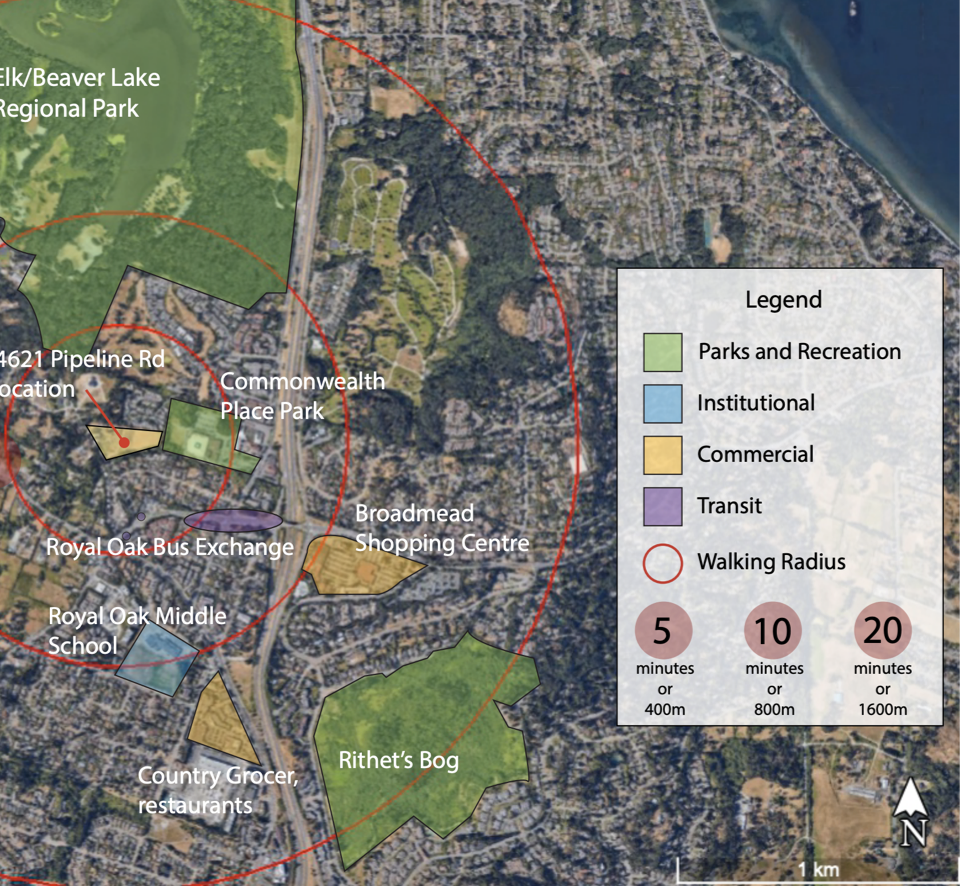 Elk/Beaver Lake
Regional Park
4621 Pipeline Rd
ocation
Commonwealth
Place Park
Royal Oak Bus Exchange
Broadmead
Shopping Centre
Royal Oak Middle
School
Country Grocer,
restaurants
Rithet's Bog
Legend
Parks and Recreation
Institutional
Commercial
Transit
Walking Radius
5
minutes
or
400m
10
minutes
or
800m
20
minutes
or
1600m
N
1 km